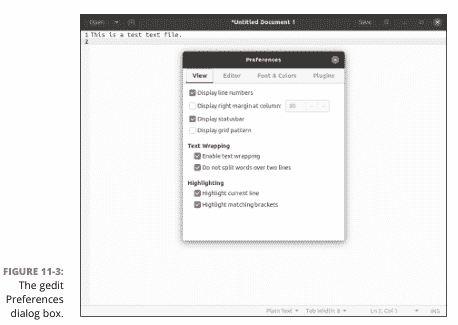 Open
*Untitled Document 1
Save
1 This is a test text file.
2
Preferences
View Editor Font & Colors Plugins
Display line numbers
Display right margin at column: 80
Display statusbar
Display grid pattern
Text Wrapping
Enable text wrapping
Do not split words over two lines
Highlighting
Highlight current line
Highlight matching brackets
Plain Text Tab Width: 8 Ln 2, Col 1 INS
FIGURE 11-3:
The gedit
Preferences
dialog box.